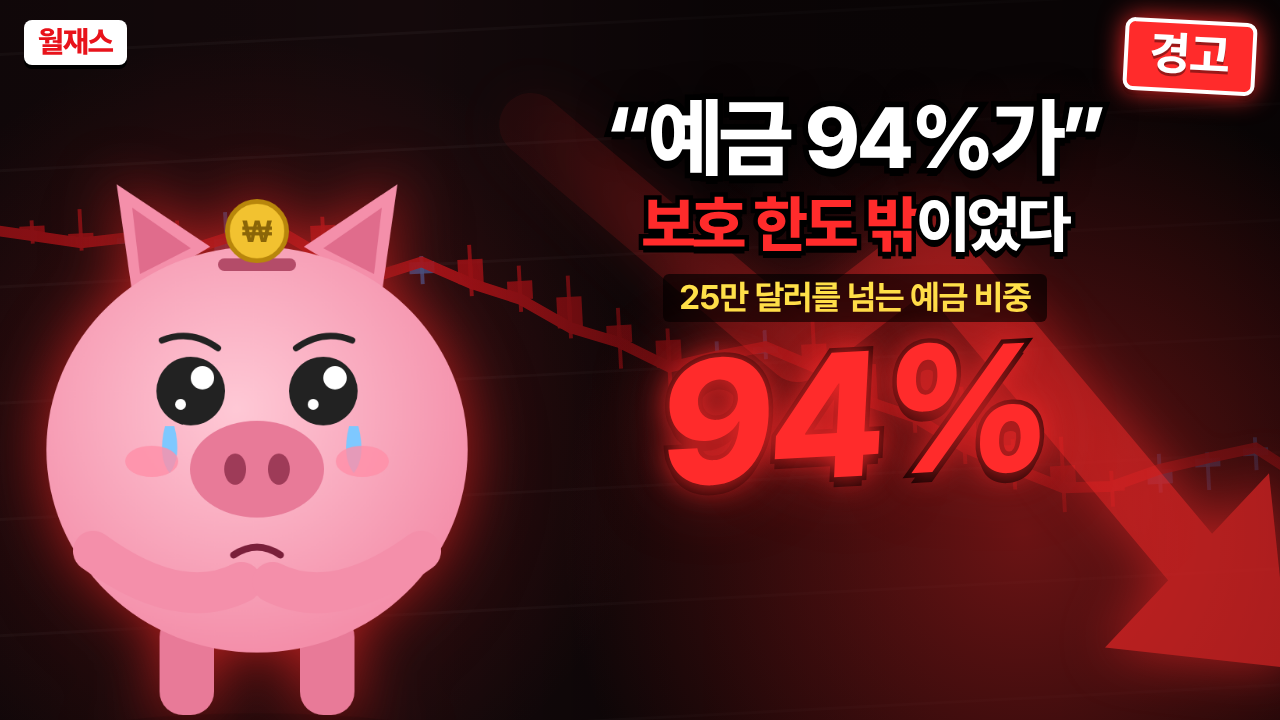 월재스
경고
“예금 94%가”
보호 한도 밖이었다
25만 달러를 넘는 예금 비중
94%
₩